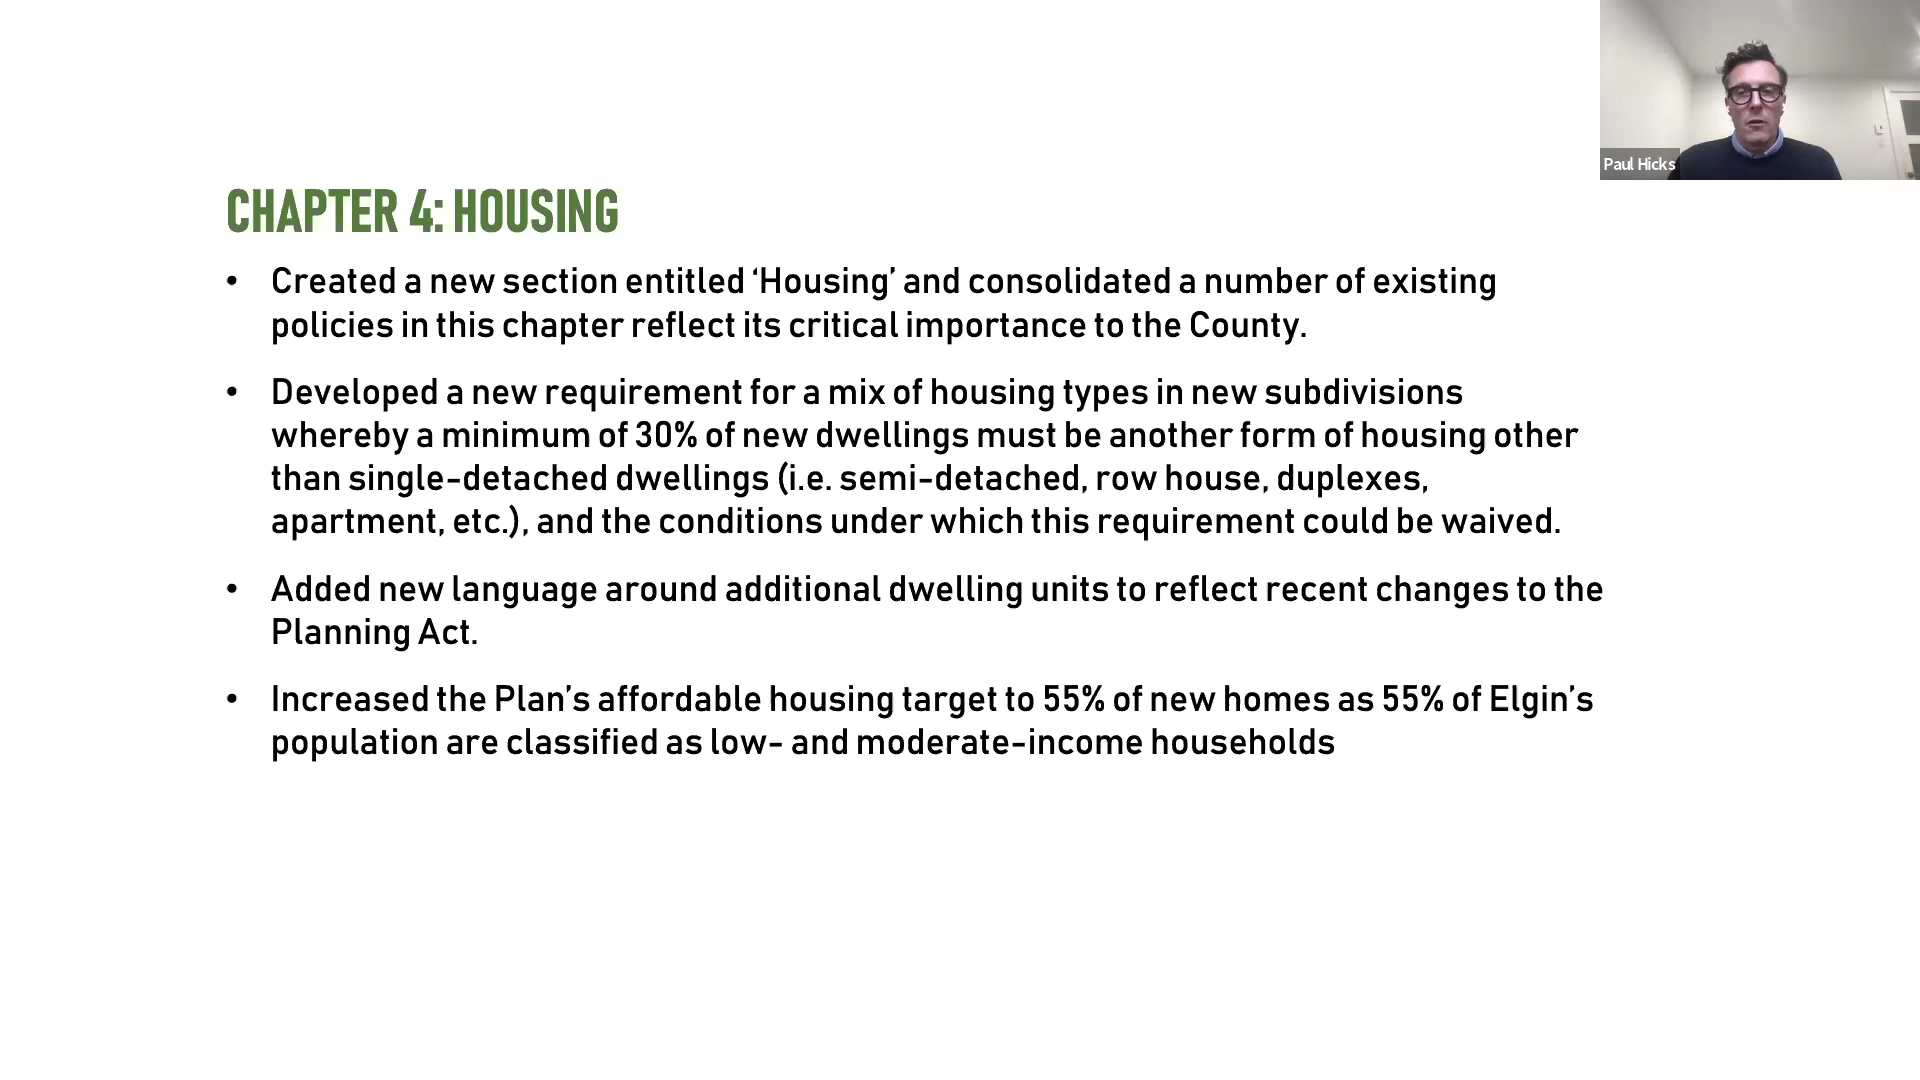 Paul Hicks
CHAPTER 4: HOUSING
• Created a new section entitled ‘Housing’ and consolidated a number of existing
policies in this chapter reflect its critical importance to the County.
• Developed a new requirement for a mix of housing types in new subdivisions
whereby a minimum of 30% of new dwellings must be another form of housing other
than single-detached dwellings (i.e. semi-detached, row house, duplexes,
apartment, etc.), and the conditions under which this requirement could be waived.
• Added new language around additional dwelling units to reflect recent changes to the
Planning Act.
• Increased the Plan’s affordable housing target to 55% of new homes as 55% of Elgin’s
population are classified as low- and moderate-income households